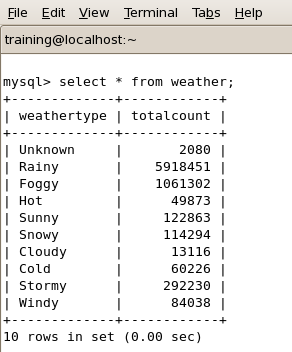 File Edit View Terminal Tabs Help
training@localhost:~
mysql> select * from weather;
+-------------+------------+
| weathertype | totalcount |
+-------------+------------+
| Unknown     |       2080 |
| Rainy       |    5918451 |
| Foggy       |    1061302 |
| Hot         |      49873 |
| Sunny       |     122863 |
| Snowy       |     114294 |
| Cloudy      |      13116 |
| Cold        |      60226 |
| Stormy      |     292230 |
| Windy       |      84038 |
+-------------+------------+
10 rows in set (0.00 sec)